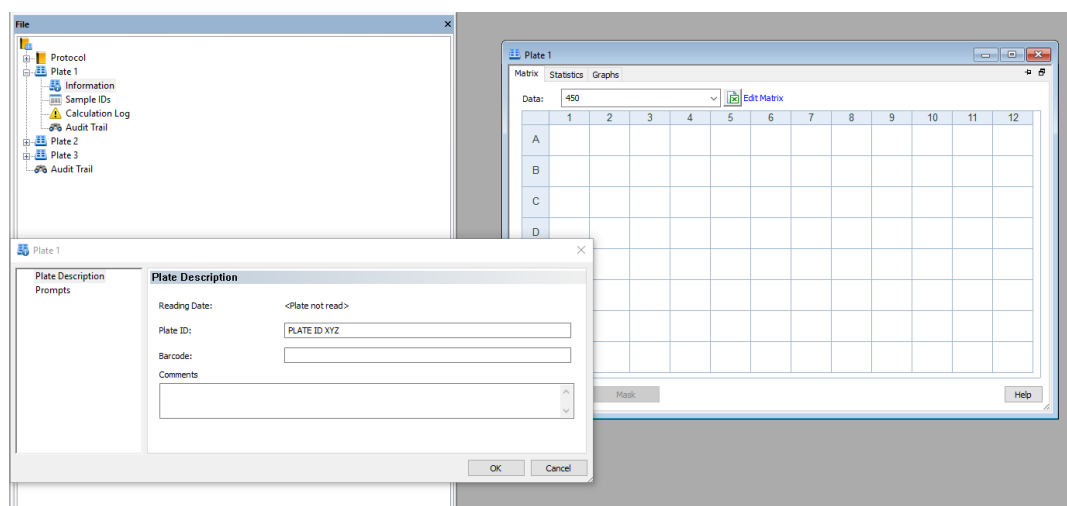 File
Protocol
Plate 1
Information
Sample IDs
Calculation Log
Audit Trail
Plate 2
Plate 3
Audit Trail
Plate 1
Matrix Statistics Graphs
Data: 450 Edit Matrix
1 2 3 4 5 6 7 8 9 10 11 12
A
B
C
D
Mask Help
Plate 1
Plate Description
Prompts
Plate Description
Reading Date: <Plate not read>
Plate ID: PLATE ID XYZ
Barcode:
Comments
OK Cancel